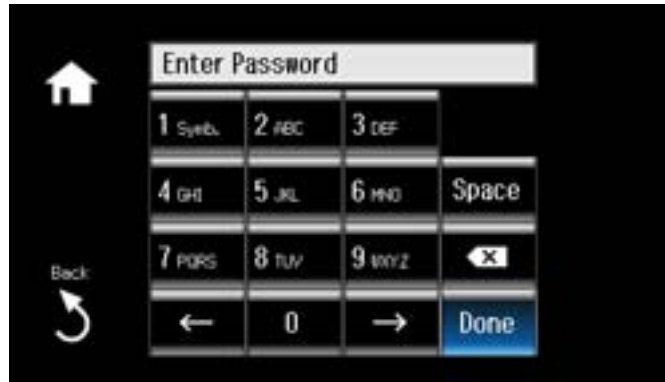 Enter Password
1 Symb. 2 ABC 3 DEF
4 GHI 5 JKL 6 MNO Space
7 PQRS 8 TUV 9 WXYZ
Back
← 0 → Done